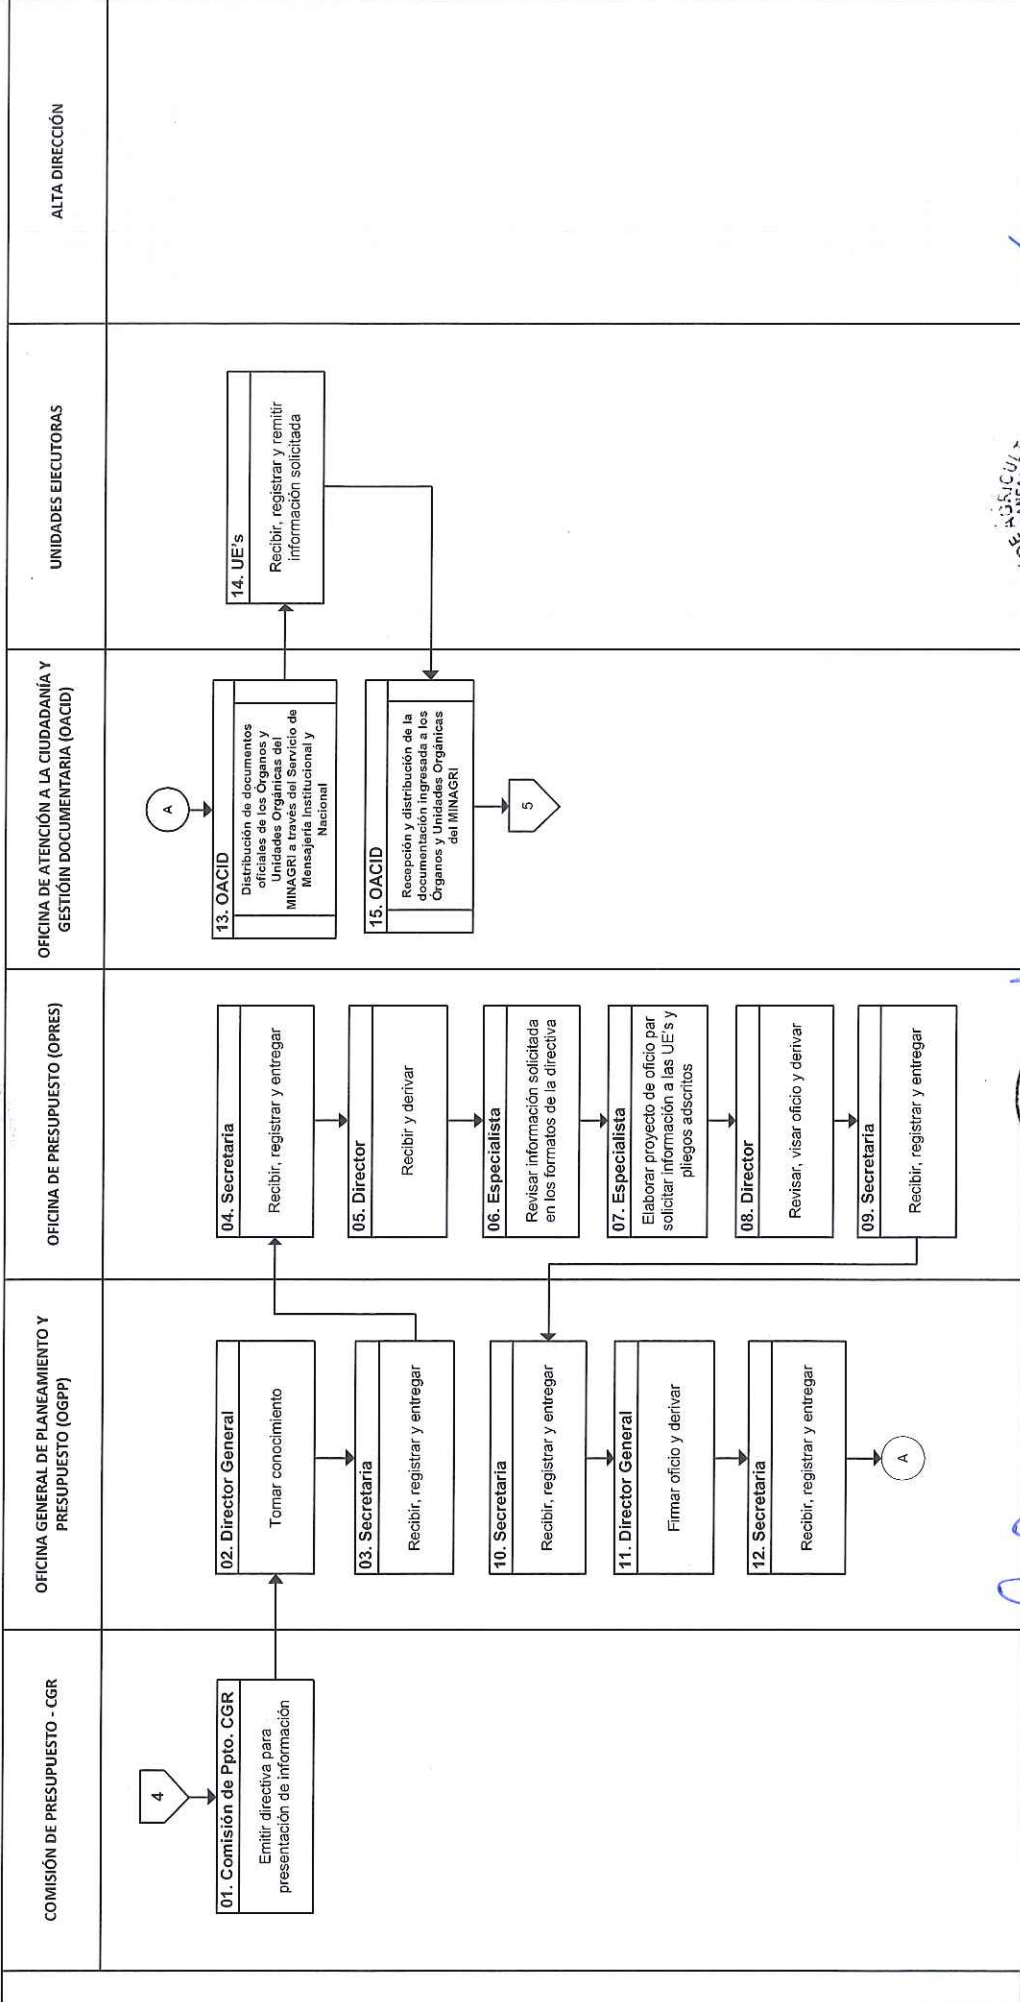 COMISIÓN DE PRESUPUESTO - CGR
OFICINA GENERAL DE PLANEAMIENTO Y
PRESUPUESTO (OGPP)
OFICINA DE PRESUPUESTO (OPRES)
OFICINA DE ATENCIÓN A LA CIUDADANÍA Y
GESTIÓIN DOCUMENTARIA (OACID)
UNIDADES EJECUTORAS
ALTA DIRECCIÓN
4
01. Comisión de Ppto. CGR
Emitir directiva para
presentación de información
02. Director General
Tomar conocimiento
03. Secretaria
Recibir, registrar y entregar
04. Secretaria
Recibir, registrar y entregar
05. Director
Recibir y derivar
06. Especialista
Revisar información solicitada
en los formatos de la directiva
07. Especialista
Elaborar proyecto de oficio par
solicitar información a las UE's y
pliegos adscritos
08. Director
Revisar, visar oficio y derivar
09. Secretaria
Recibir, registrar y entregar
10. Secretaria
Recibir, registrar y entregar
11. Director General
Firmar oficio y derivar
12. Secretaria
Recibir, registrar y entregar
A
A
13. OACID
Distribución de documentos
oficiales de los Órganos y
Unidades Orgánicas del
MINAGRI a través del Servicio de
Mensajería Institucional y
Nacional
14. UE's
Recibir, registrar y remitir
información solicitada
15. OACID
Recepción y distribución de la
documentación ingresada a los
Órganos y Unidades Orgánicas
del MINAGRI
5